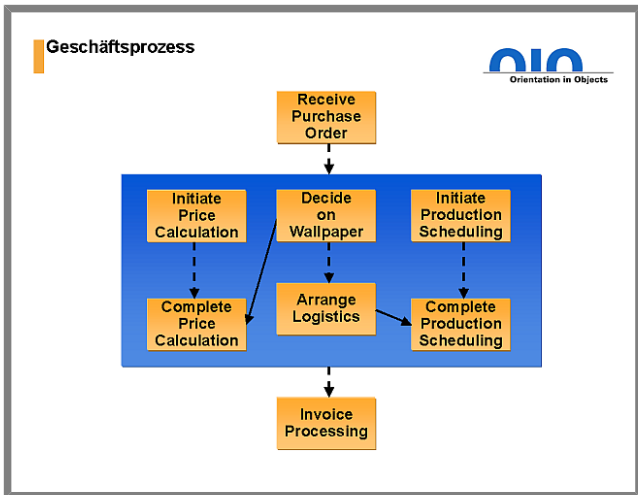 Geschäftsprozess
OIO
Orientation in Objects
Receive
Purchase
Order
Initiate
Price
Calculation
Decide
on
Wallpaper
Initiate
Production
Scheduling
Complete
Price
Calculation
Arrange
Logistics
Complete
Production
Scheduling
Invoice
Processing